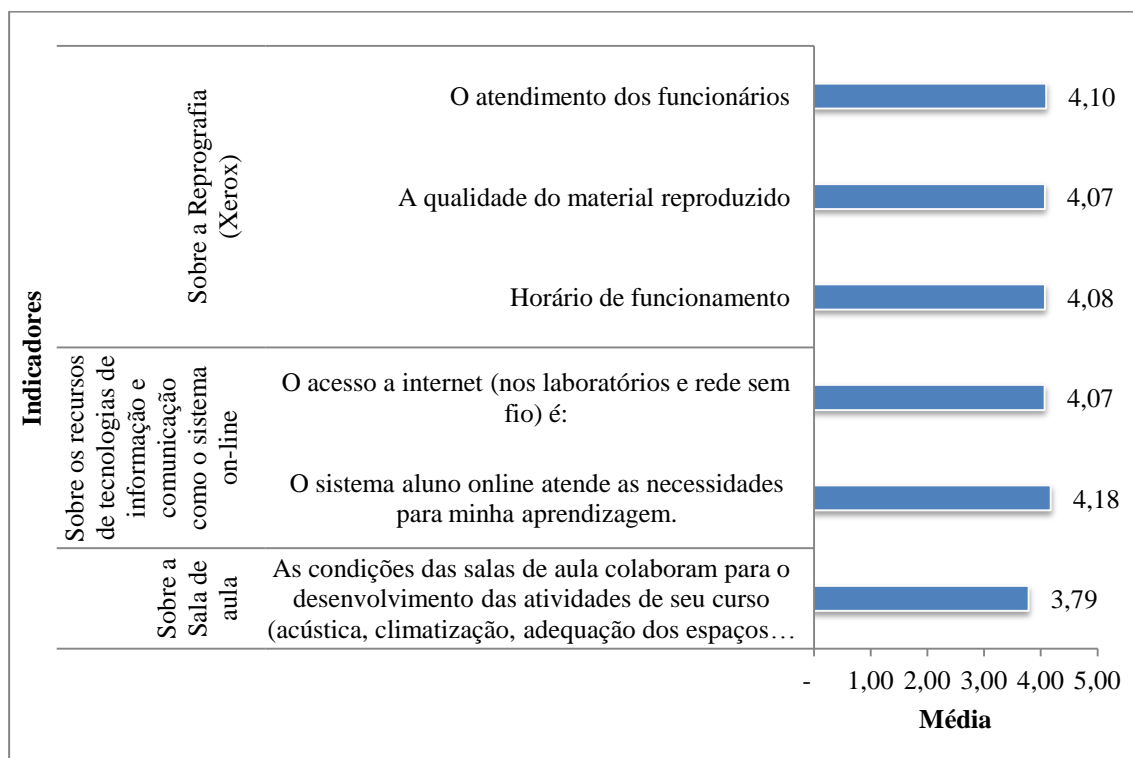 Indicadores
Sobre a Reprografia
(Xerox)
O atendimento dos funcionários
4,10
A qualidade do material reproduzido
4,07
Horário de funcionamento
4,08
Sobre os recursos
de tecnologias de
informação e
comunicação
como o sistema
on-line
O acesso a internet (nos laboratórios e rede sem
fio) é:
4,07
O sistema aluno online atende as necessidades
para minha aprendizagem.
4,18
Sobre a
Sala de
aula
As condições das salas de aula colaboram para o
desenvolvimento das atividades de seu curso
(acústica, climatização, adequação dos espaços…
3,79
- 1,00 2,00 3,00 4,00 5,00
Média